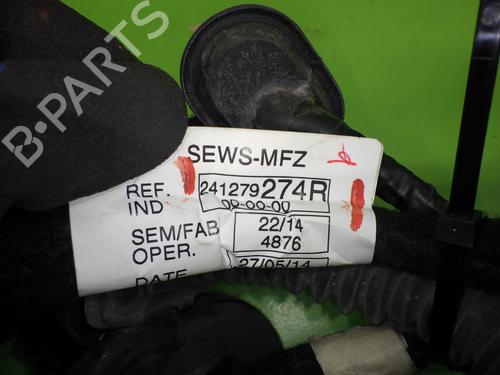 B-PARTS
SEWS-MFZ
REF. 241279274R
IND 00-00-00
SEM/FAB 22/14
OPER. 4876
DATE 27/05/14